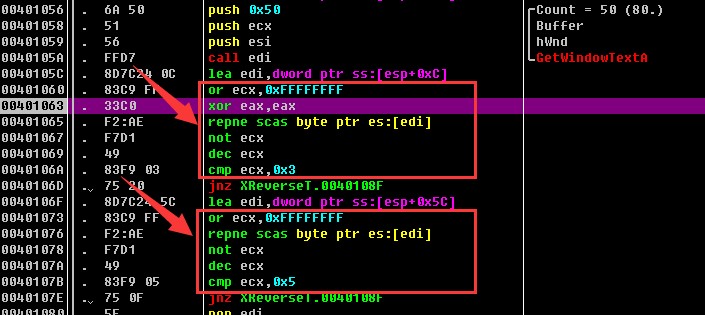 00401056 . 6A 50 push 0x50 Count = 50 (80.)
00401058 . 51 push ecx Buffer
00401059 . 56 push esi hWnd
0040105A . FFD7 call edi GetWindowTextA
0040105C . 8D7C24 0C lea edi,dword ptr ss:[esp+0xC]
00401060 . 83C9 FF or ecx,0xFFFFFFFF
00401063 . 33C0 xor eax,eax
00401065 . F2:AE repne scas byte ptr es:[edi]
00401067 . F7D1 not ecx
00401069 . 49 dec ecx
0040106A . 83F9 03 cmp ecx,0x3
0040106D . 75 20 jnz XReverseT.0040108F
0040106F . 8D7C24 5C lea edi,dword ptr ss:[esp+0x5C]
00401073 . 83C9 FF or ecx,0xFFFFFFFF
00401076 . F2:AE repne scas byte ptr es:[edi]
00401078 . F7D1 not ecx
0040107A . 49 dec ecx
0040107B . 83F9 05 cmp ecx,0x5
0040107E . 75 0F jnz XReverseT.0040108F
00401080 . 5F pop edi